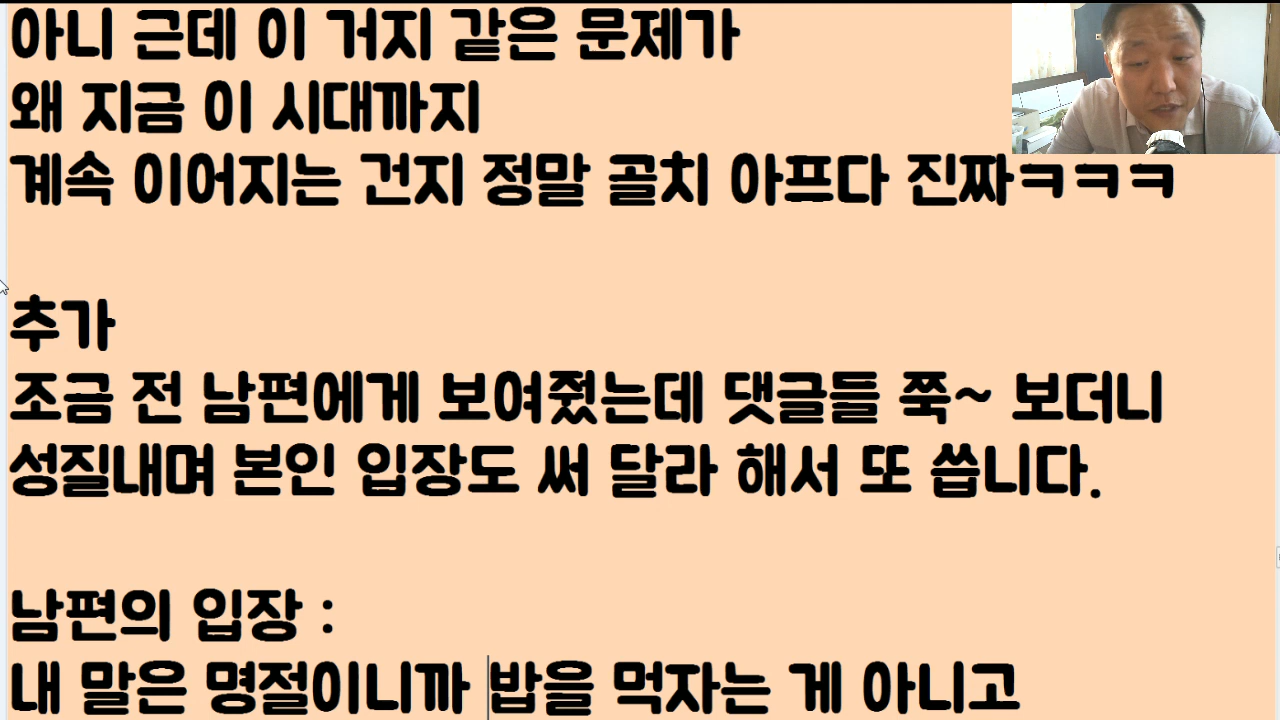 아니 근데 이 거지 같은 문제가
왜 지금 이 시대까지
계속 이어지는 건지 정말 골치 아프다 진짜ㅋㅋㅋ
추가
조금 전 남편에게 보여줬는데 댓글들 쭉~ 보더니
성질내며 본인 입장도 써 달라 해서 또 씁니다.
남편의 입장 :
내 말은 명절이니까 밥을 먹자는 게 아니고